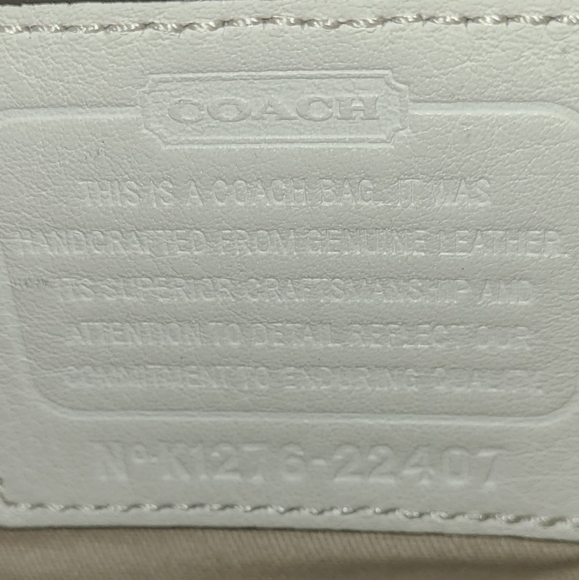 COACH
THIS IS A COACH BAG. IT WAS
HANDCRAFTED FROM GENUINE LEATHER.
ITS SUPERIOR CRAFTSMANSHIP AND
ATTENTION TO DETAIL REFLECT OUR
COMMITMENT TO ENDURING QUALITY.
Nº K1276-22407